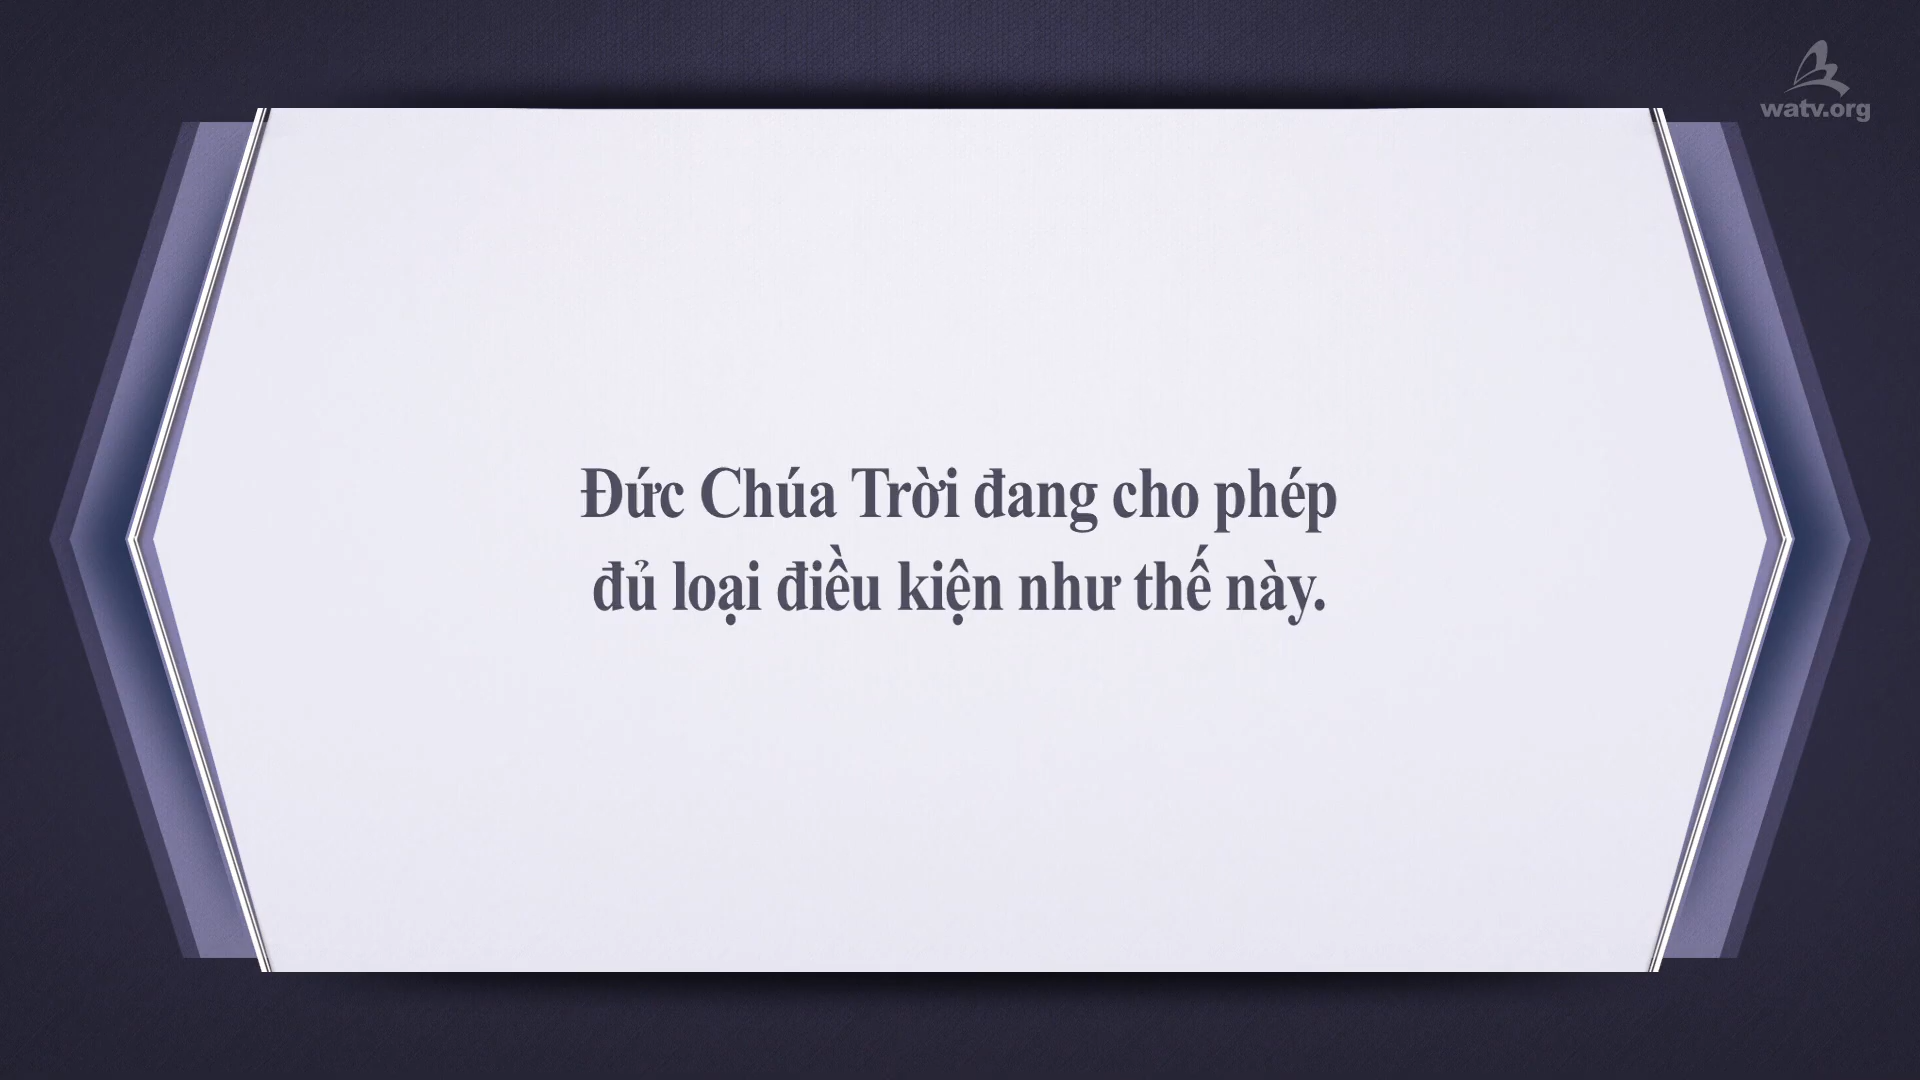 watv.org
Đức Chúa Trời đang cho phép
đủ loại điều kiện như thế này.